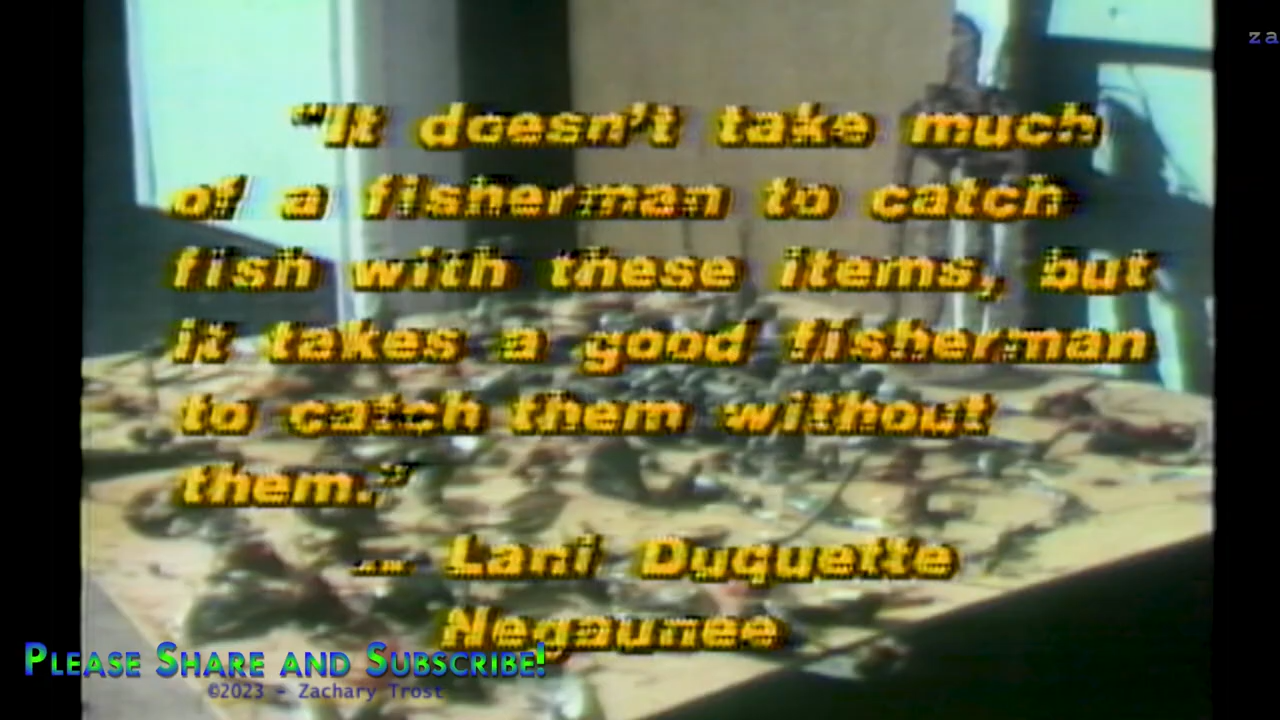 "It doesn't take much
of a fisherman to catch
fish with these items, but
it takes a good fisherman
to catch them without
them."
... Lani Duquette
Negaunee
Please Share and Subscribe!
©2023 - Zachary Trost
za